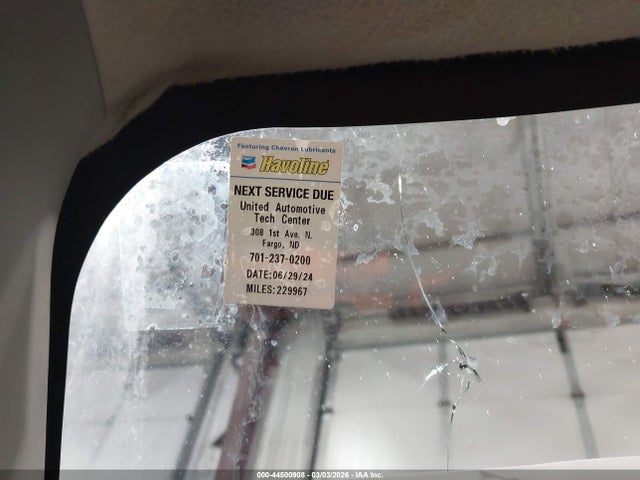 Featuring Chevron Lubricants
Havoline
NEXT SERVICE DUE
United Automotive
Tech Center
308 1st Ave. N.
Fargo, ND
701-237-0200
DATE:06/29/24
MILES:229967
000-44500908 - 03/03/2026 - IAA Inc.